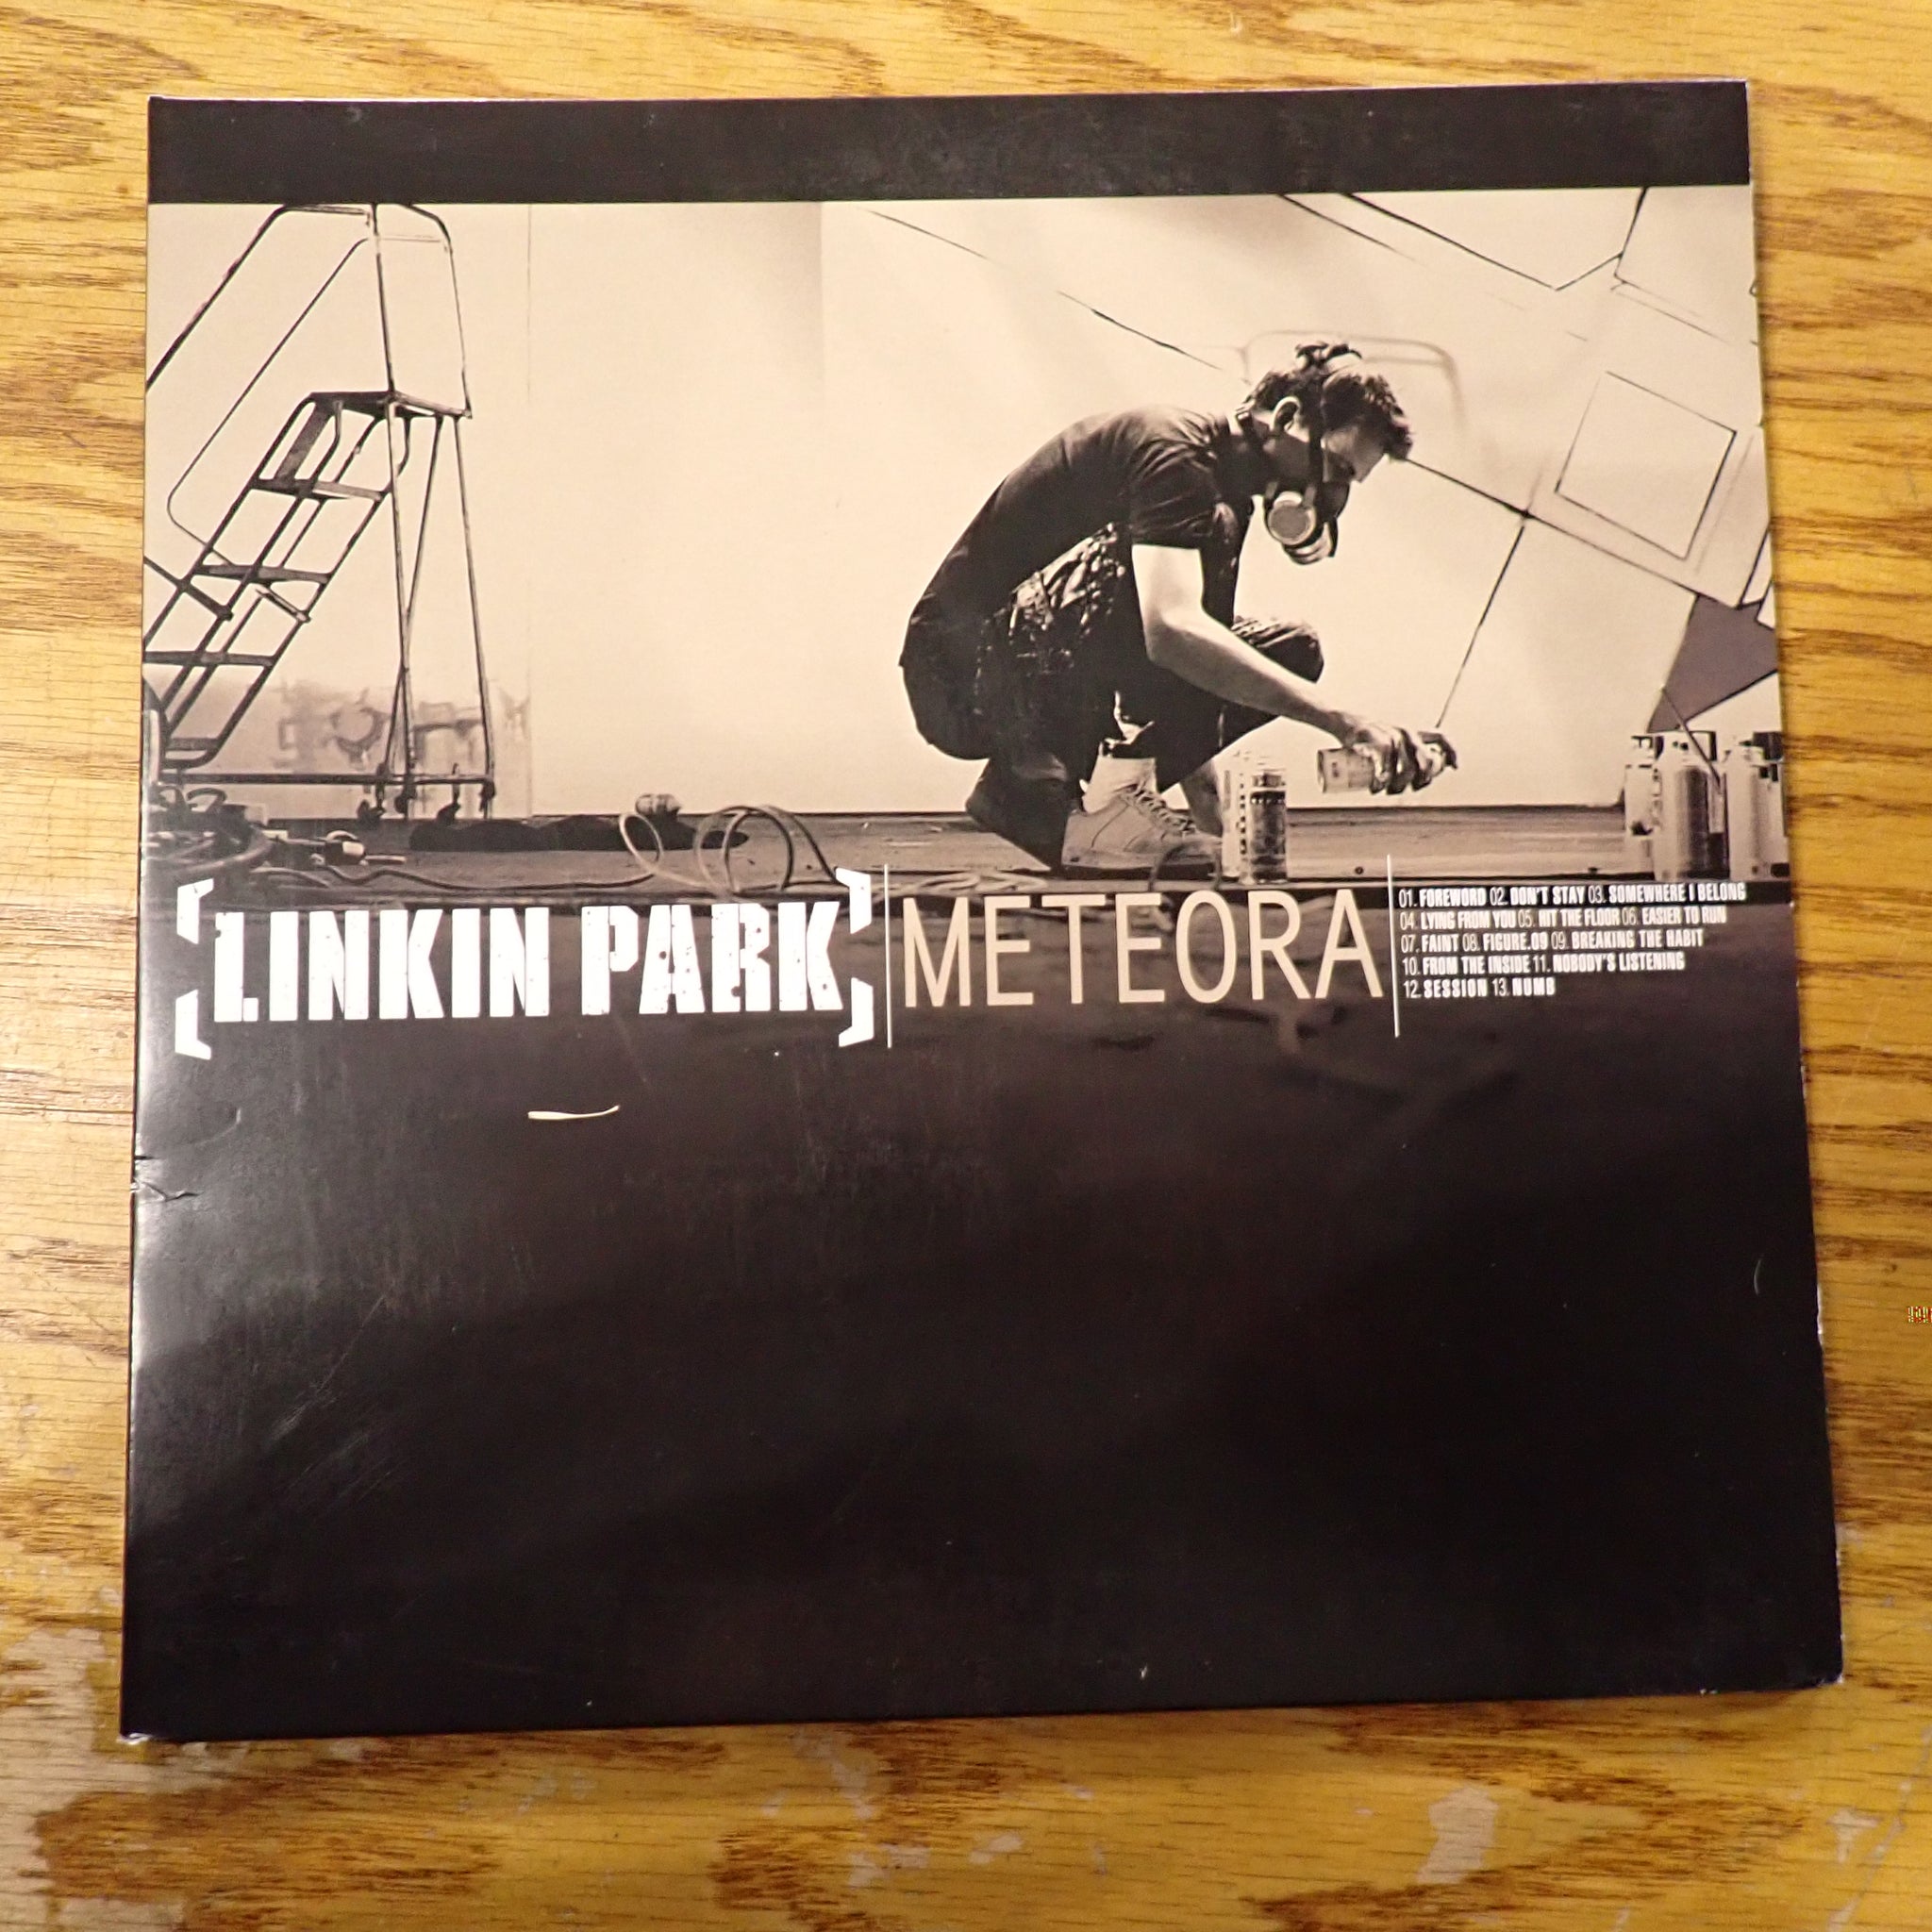 [LINKIN PARK]
METEORA
01. FOREWORD 02. DON'T STAY 03. SOMEWHERE I BELONG
04. LYING FROM YOU 05. HIT THE FLOOR 06. EASIER TO RUN
07. FAINT 08. FIGURE.09 09. BREAKING THE HABIT
10. FROM THE INSIDE 11. NOBODY'S LISTENING
12. SESSION 13. NUMB